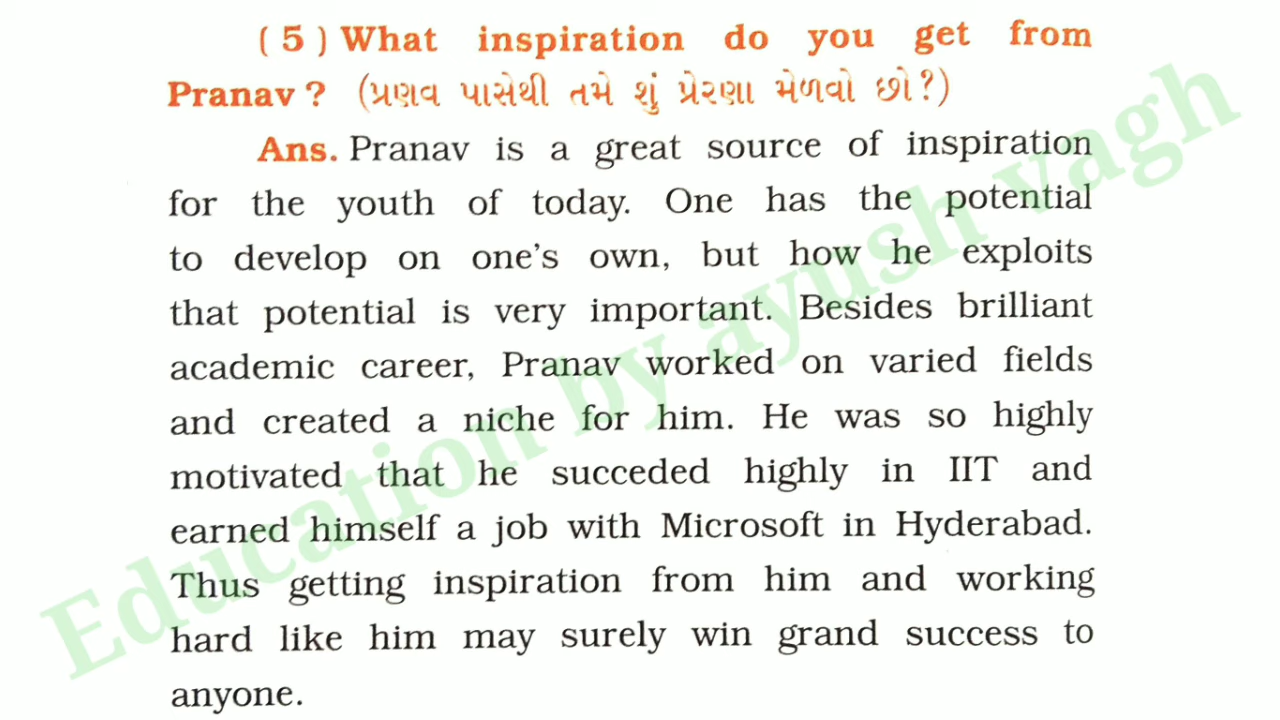 ( 5 ) What inspiration do you get from
Pranav ? (પ્રણવ પાસેથી તમે શું પ્રેરણા મેળવો છો?)
Ans. Pranav is a great source of inspiration
for the youth of today. One has the potential
to develop on one's own, but how he exploits
that potential is very important. Besides brilliant
academic career, Pranav worked on varied fields
and created a niche for him. He was so highly
motivated that he succeded highly in IIT and
earned himself a job with Microsoft in Hyderabad.
Thus getting inspiration from him and working
hard like him may surely win grand success to
anyone.
Education by ayush vagh